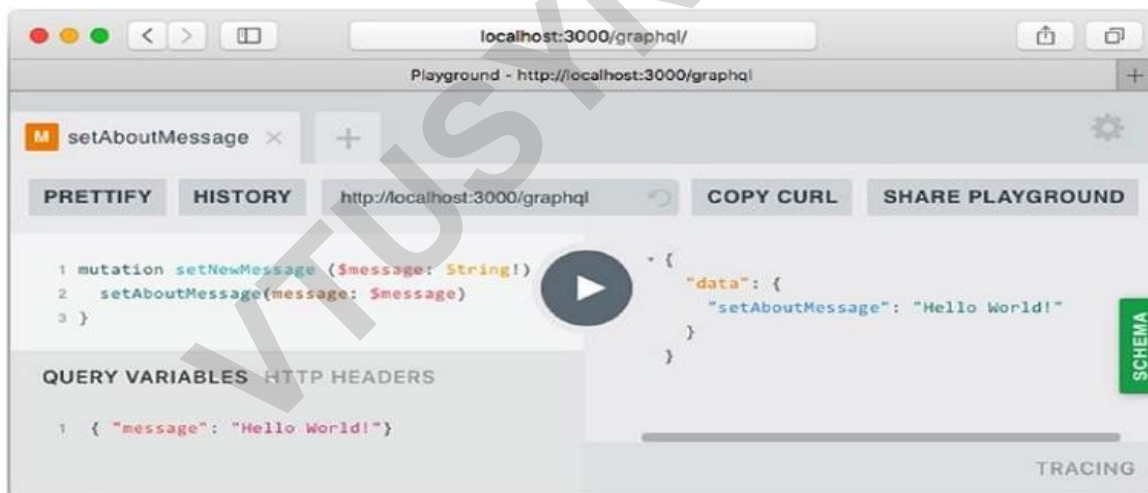 localhost:3000/graphql/
Playground - http://localhost:3000/graphql
+
M setAboutMessage × +
PRETTIFY HISTORY http://localhost:3000/graphql COPY CURL SHARE PLAYGROUND
1 mutation setNewMessage ($message: String!)
2 setAboutMessage(message: $message)
3 }
{
"data": {
"setAboutMessage": "Hello World!"
}
}
SCHEMA
QUERY VARIABLES HTTP HEADERS
1 { "message": "Hello World!"}
TRACING
VTUSYN